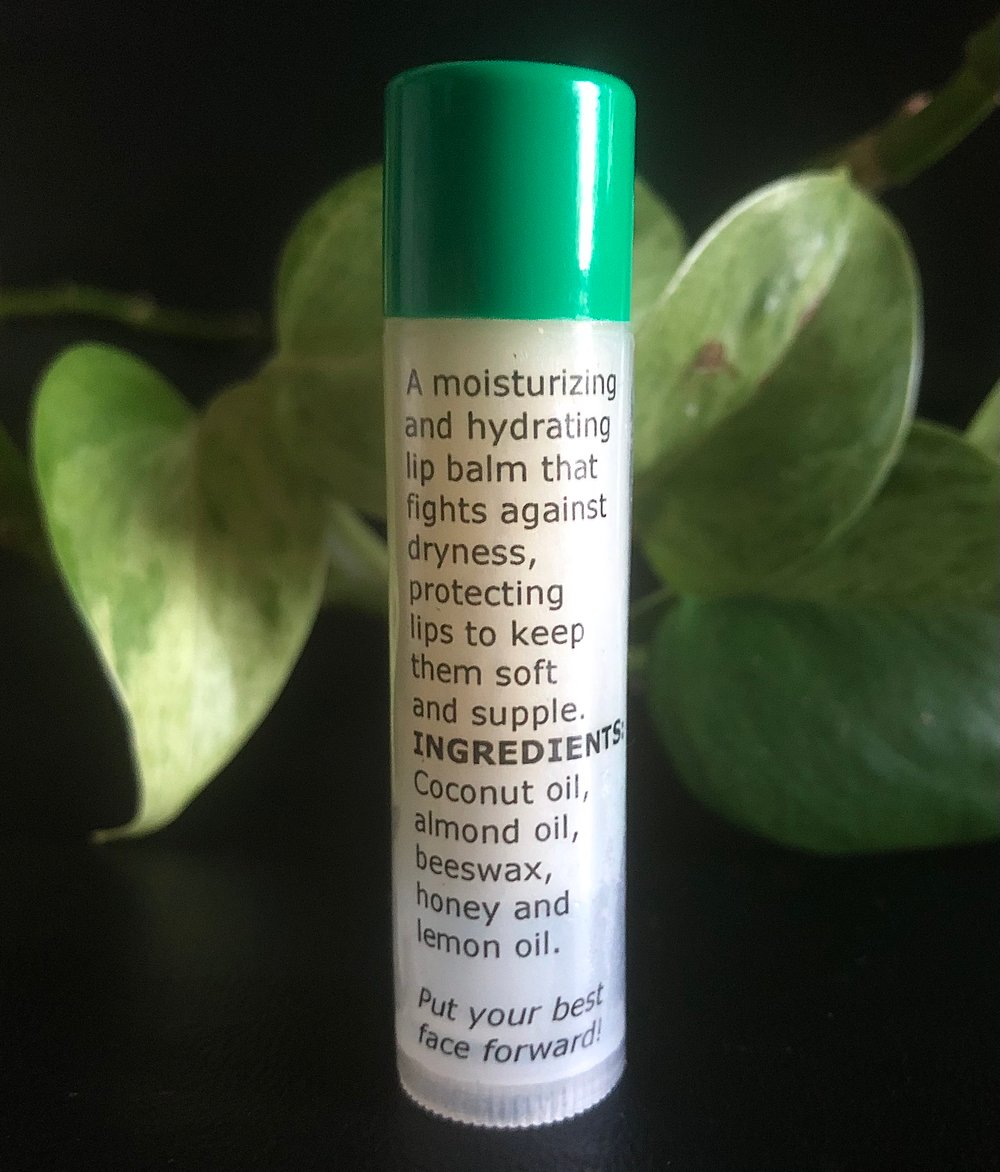 A moisturizing
and hydrating
lip balm that
fights against
dryness,
protecting
lips to keep
them soft
and supple.
INGREDIENTS:
Coconut oil,
almond oil,
beeswax,
honey and
lemon oil.
Put your best
face forward!